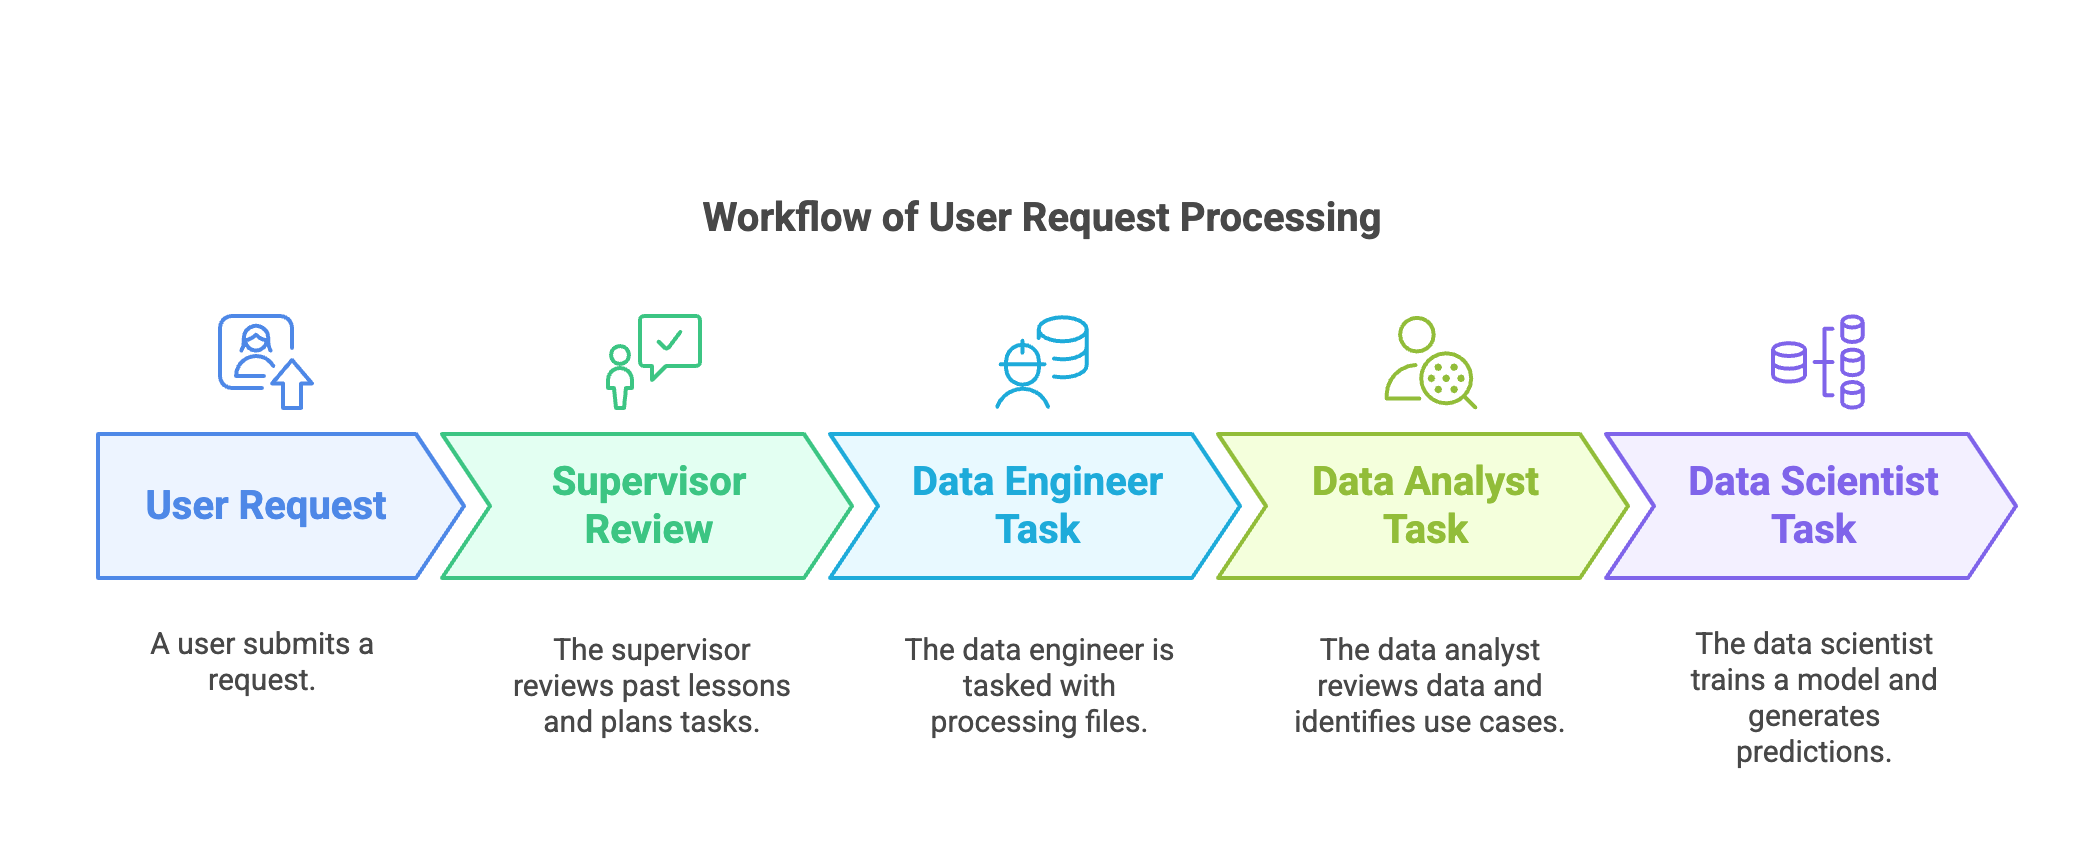 Workflow of User Request Processing
User Request
Supervisor
Review
Data Engineer
Task
Data Analyst
Task
Data Scientist
Task
A user submits a
request.
The supervisor
reviews past lessons
and plans tasks.
The data engineer is
tasked with
processing files.
The data analyst
reviews data and
identifies use cases.
The data scientist
trains a model and
generates
predictions.